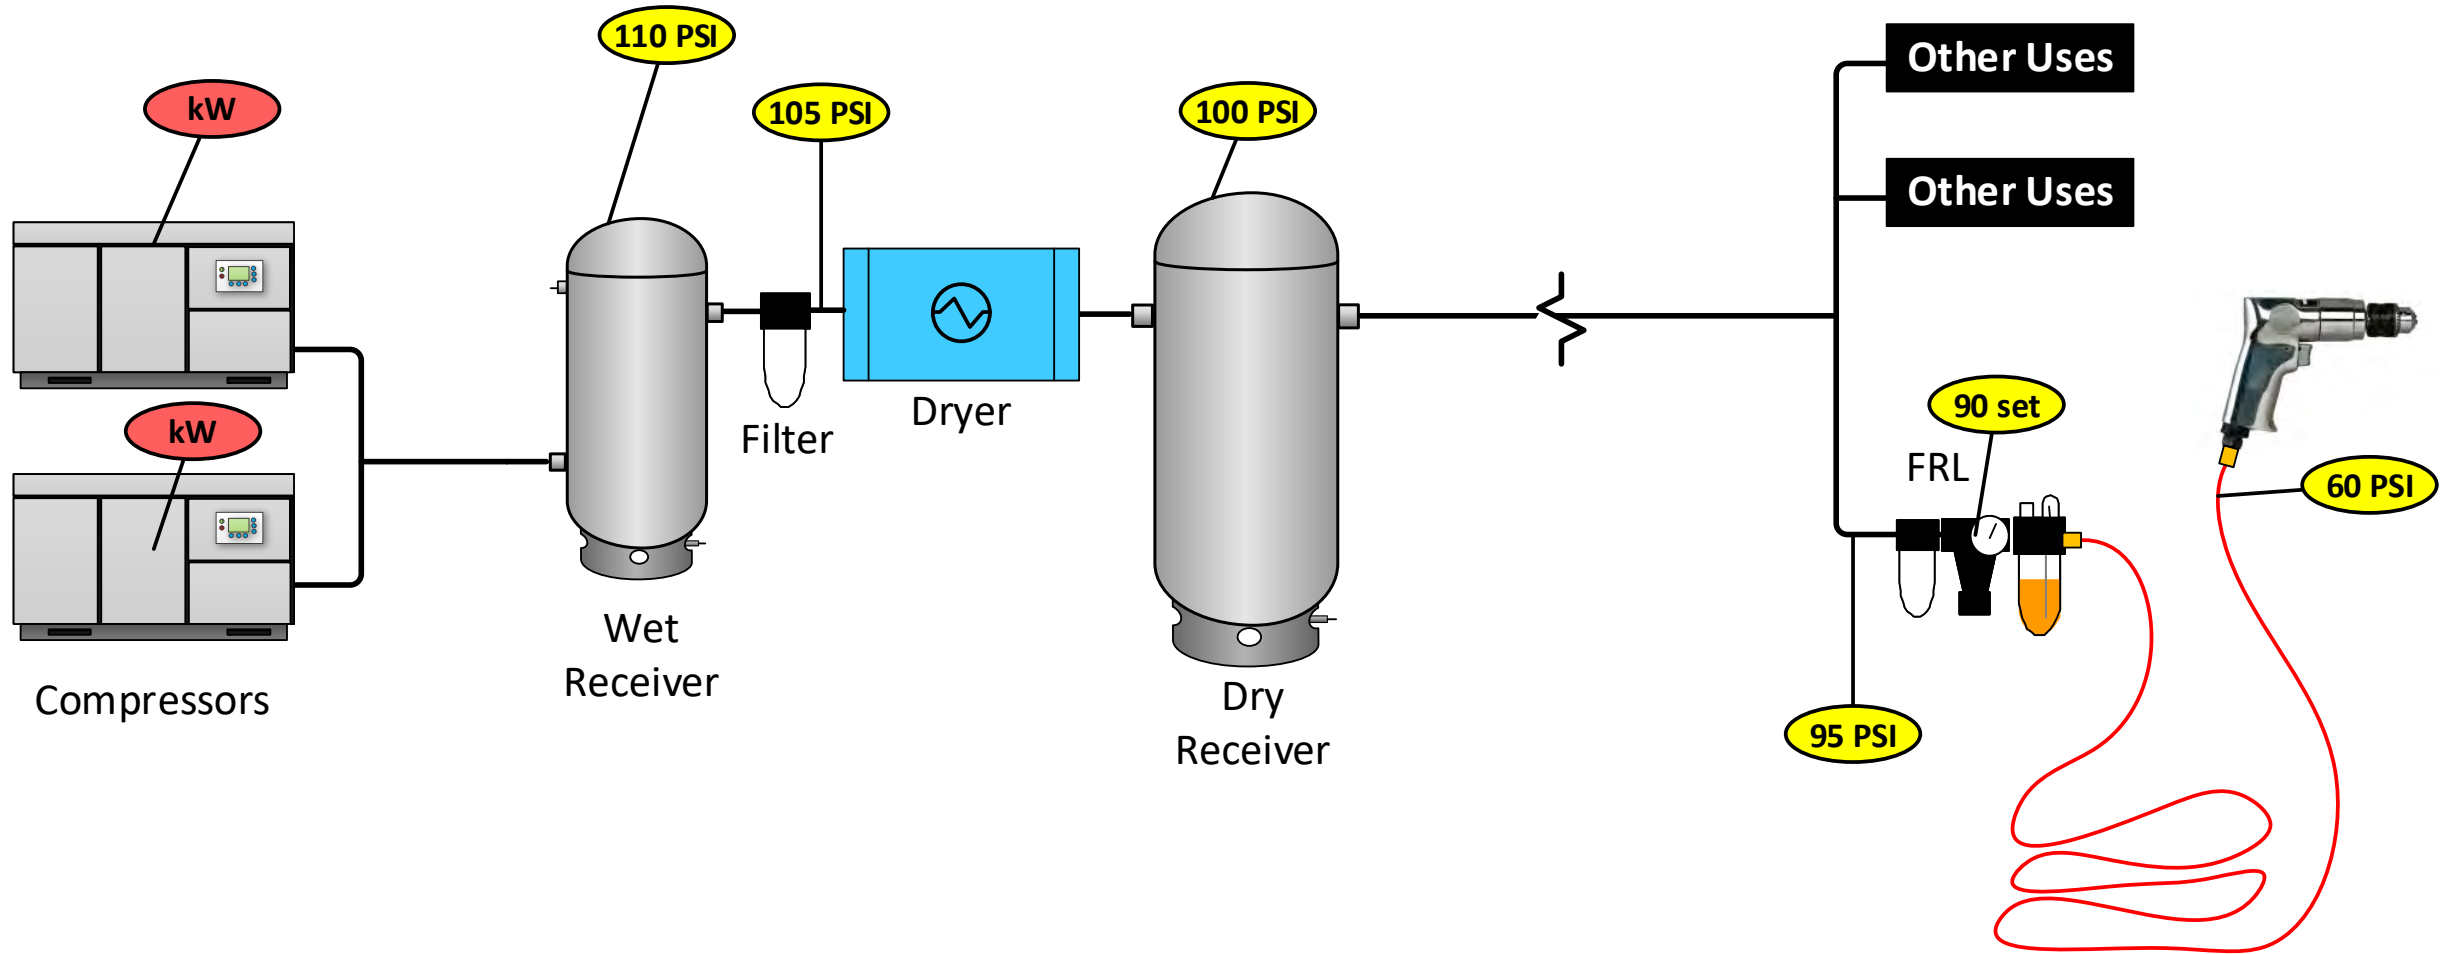 110 PSI
kW
105 PSI
100 PSI
Other Uses
Other Uses
kW
Filter
Dryer
90 set
FRL
60 PSI
Compressors
Wet
Receiver
Dry
Receiver
95 PSI